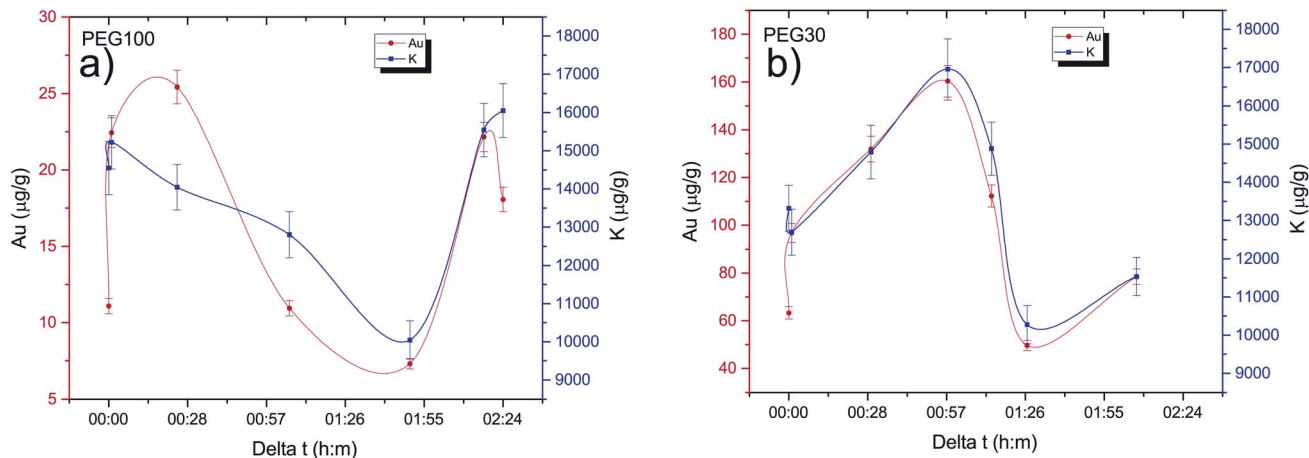 PEG100
a)
Au
K
Au (μg/g)
30
25
20
15
10
5
K (μg/g)
18000
17000
16000
15000
14000
13000
12000
11000
10000
9000
00:00 00:28 00:57 01:26 01:55 02:24
Delta t (h:m)
PEG30
b)
Au
K
Au (μg/g)
180
160
140
120
100
80
60
40
K (μg/g)
18000
17000
16000
15000
14000
13000
12000
11000
10000
9000
00:00 00:28 00:57 01:26 01:55 02:24
Delta t (h:m)